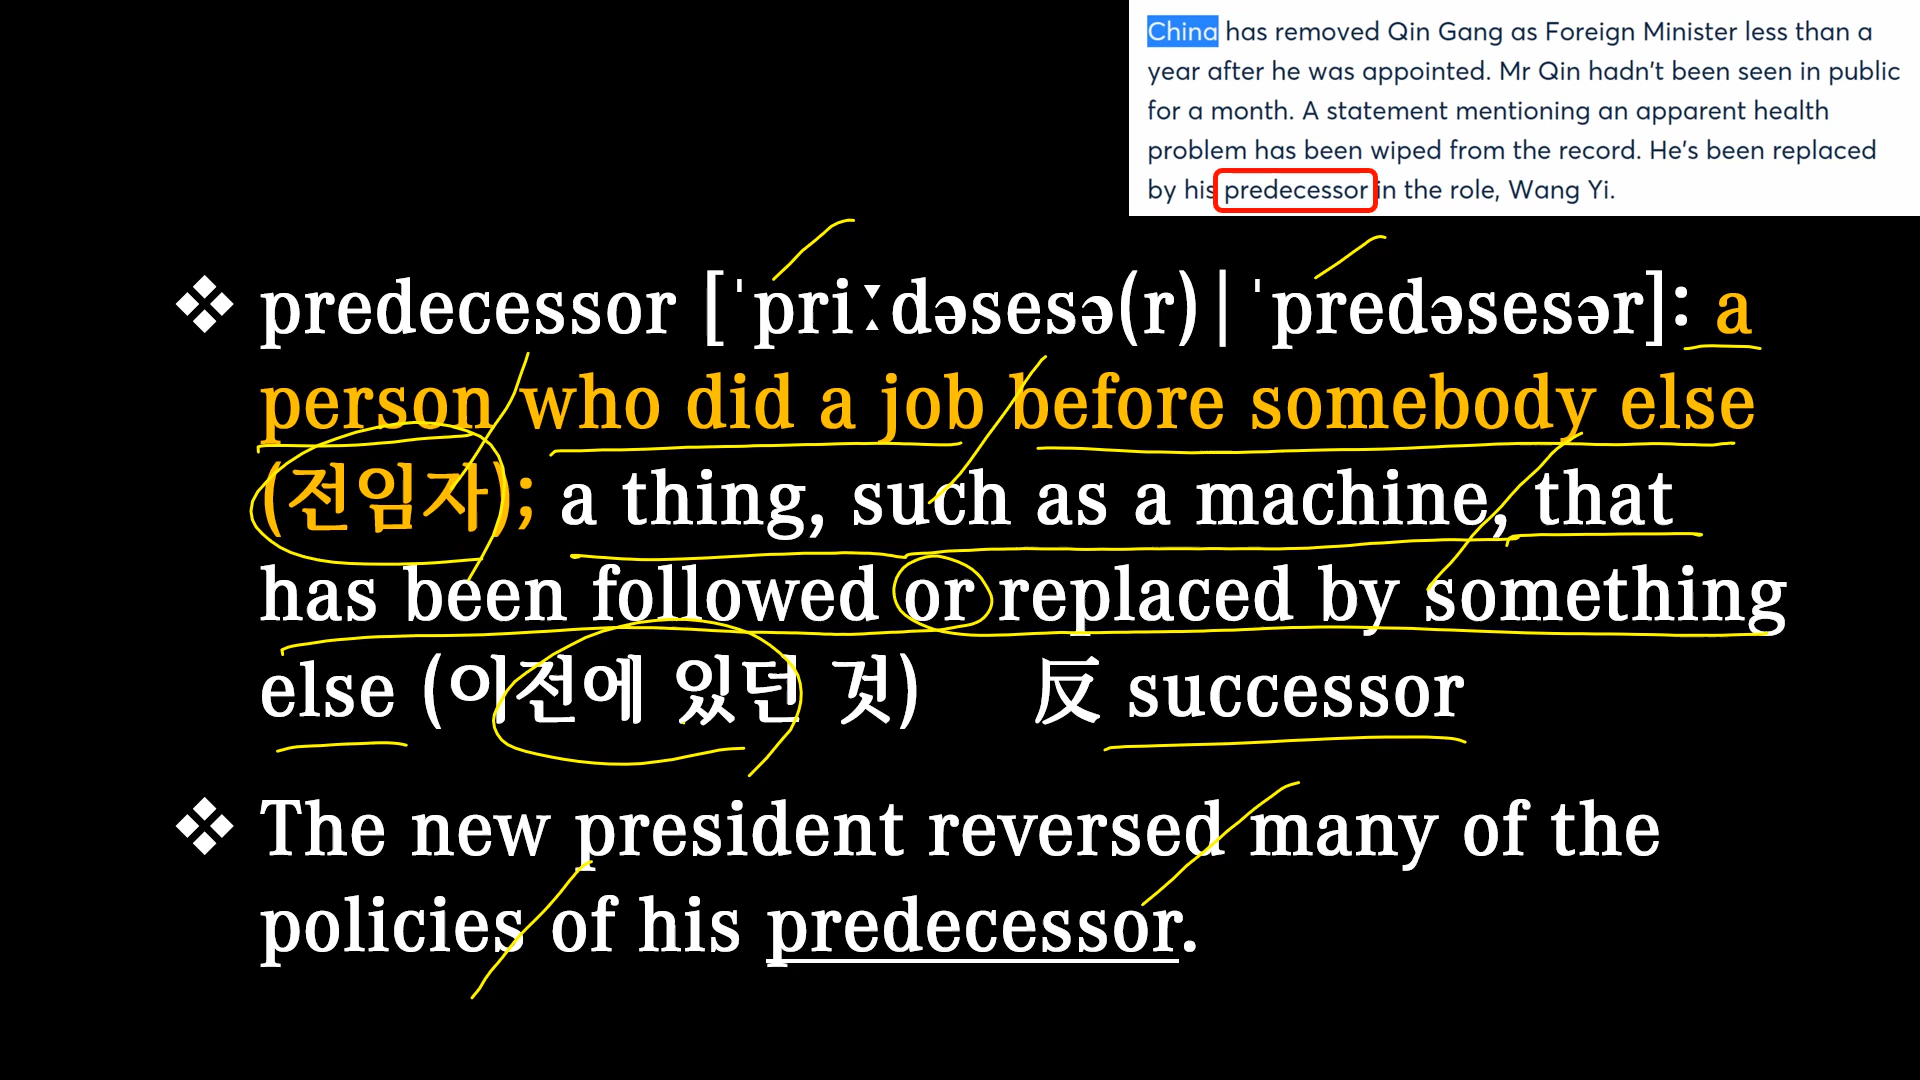 China has removed Qin Gang as Foreign Minister less than a
year after he was appointed. Mr Qin hadn't been seen in public
for a month. A statement mentioning an apparent health
problem has been wiped from the record. He's been replaced
by his predecessor in the role, Wang Yi.
❖ predecessor [ˈpriːdəsesə(r)|ˈpredəsesər]: a
person who did a job before somebody else
(전임자); a thing, such as a machine, that
has been followed or replaced by something
else (이전에 있던 것) 反 successor
❖ The new president reversed many of the
policies of his predecessor.